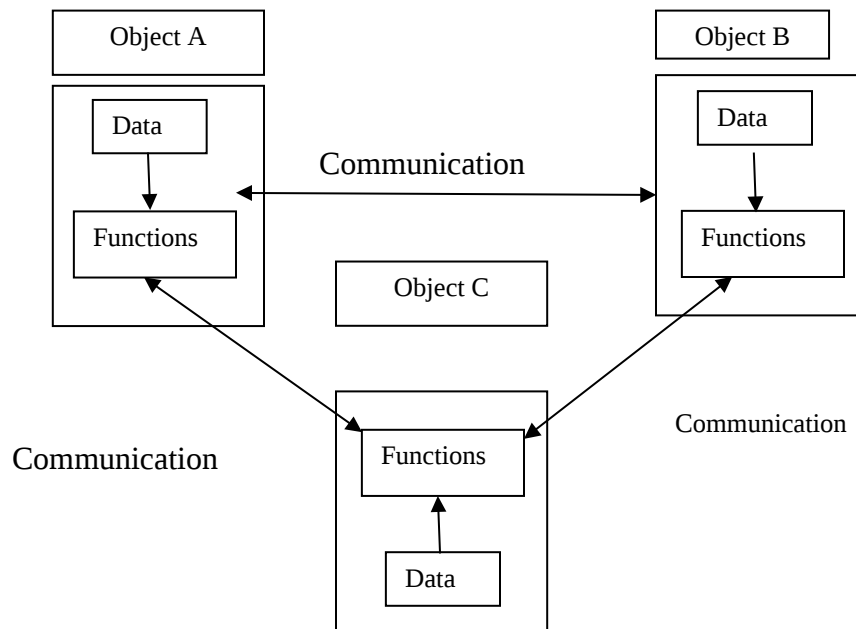 Object A
Object B
Data
Data
Communication
Functions
Functions
Object C
Communication
Communication
Functions
Data